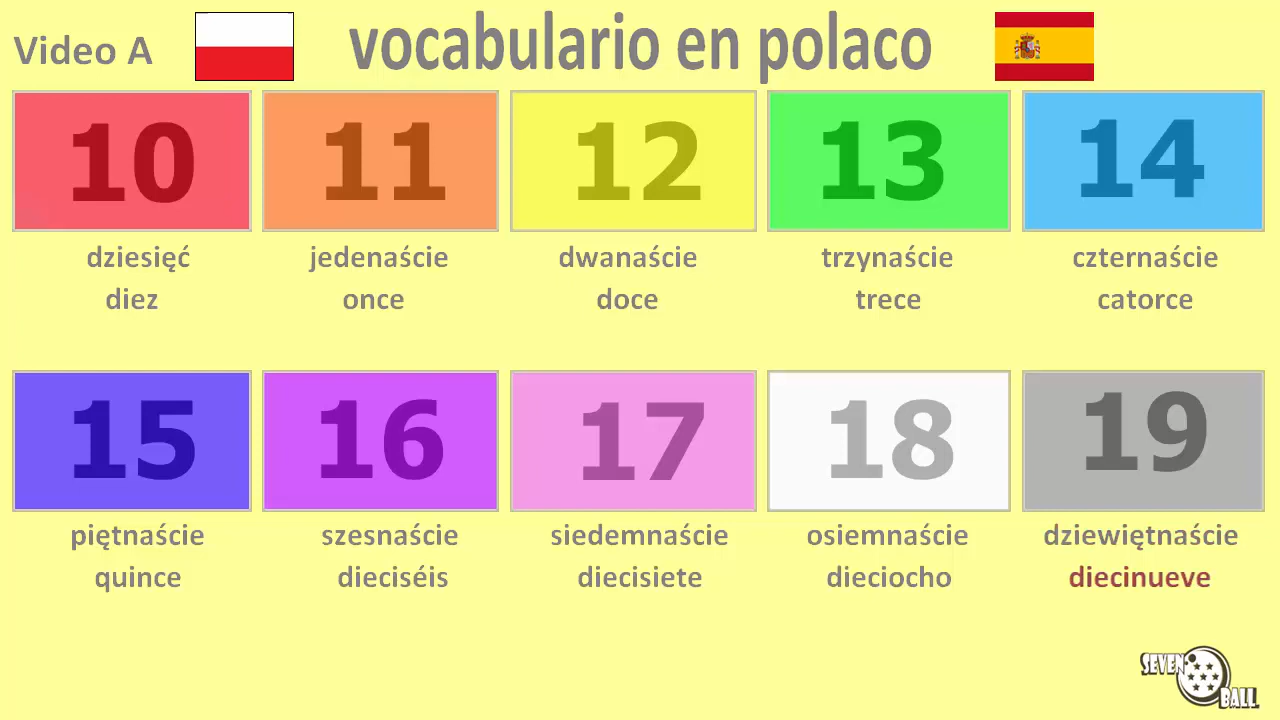 Video A
vocabulario en polaco
10 11 12 13 14
dziesięć jedenaście dwanaście trzynaście czternaście
diez once doce trece catorce
15 16 17 18 19
piętnaście szesnaście siedemnaście osiemnaście dziewiętnaście
quince dieciséis diecisiete dieciocho diecinueve
SEVEN
BALL